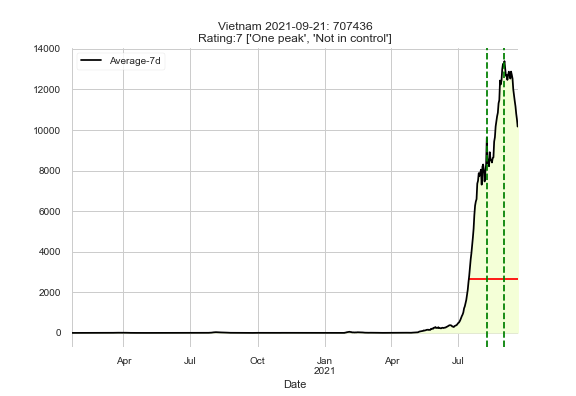 Vietnam 2021-09-21: 707436
Rating:7 ['One peak', 'Not in control']
14000
Average-7d
12000
10000
8000
6000
4000
2000
0
Apr Jul Oct Jan Apr Jul
2021
Date